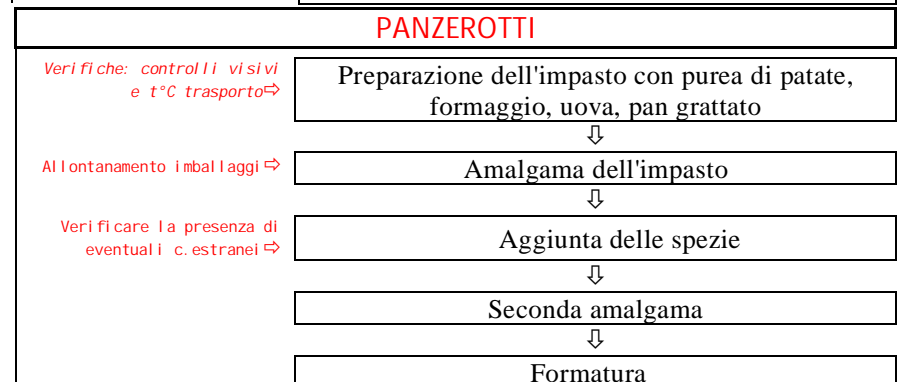 PANZEROTTI
Verifiche: controlli visivi
e t°C trasporto⇨
Preparazione dell'impasto con purea di patate,
formaggio, uova, pan grattato
⇩
Allontanamento imballaggi⇨
Amalgama dell'impasto
⇩
Verificare la presenza di
eventuali c.estranei⇨
Aggiunta delle spezie
⇩
Seconda amalgama
⇩
Formatura